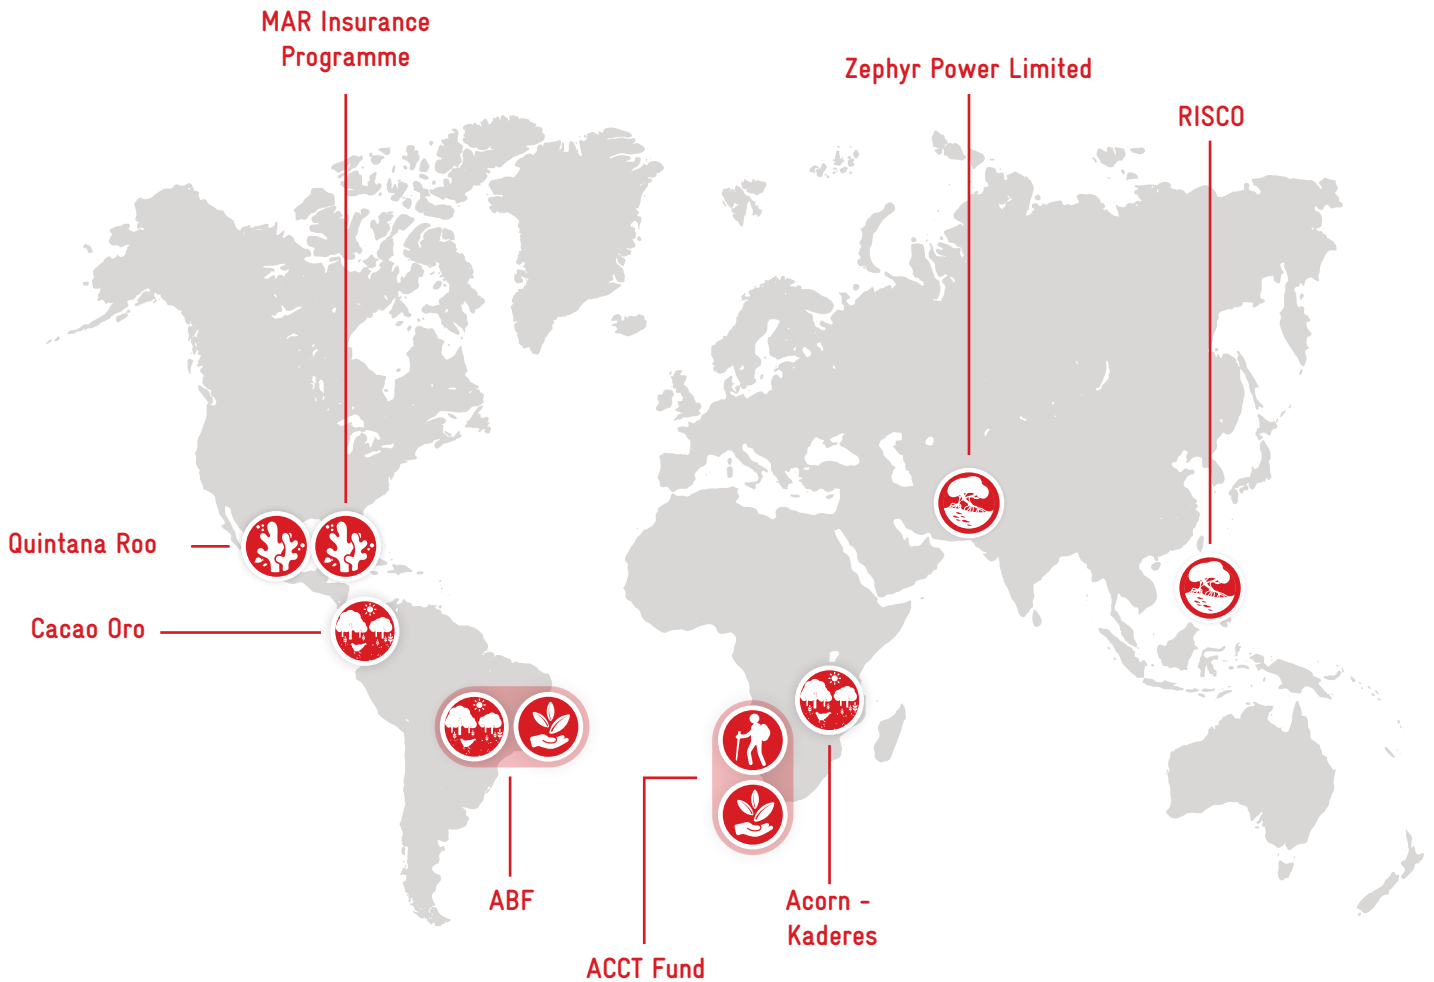 MAR Insurance
Programme
Zephyr Power Limited
RISCO
Quintana Roo
Cacao Oro
ABF
Acorn -
Kaderes
ACCT Fund